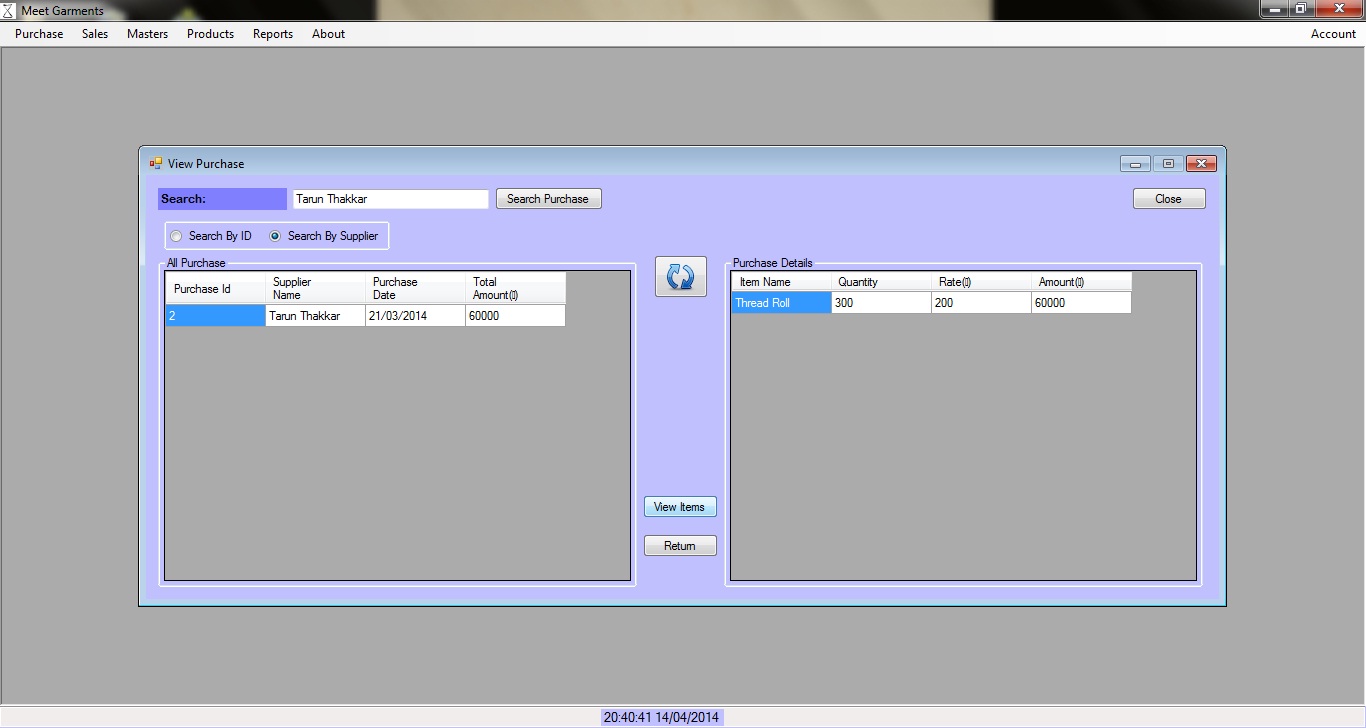 Meet Garments
Purchase Sales Masters Products Reports About Account
View Purchase
Search: Tarun Thakkar Search Purchase Close
Search By ID Search By Supplier
All Purchase
Purchase Id Supplier Name Purchase Date Total Amount(▯)
2 Tarun Thakkar 21/03/2014 60000
Purchase Details
Item Name Quantity Rate(▯) Amount(▯)
Thread Roll 300 200 60000
View Items
Return
20:40:41 14/04/2014